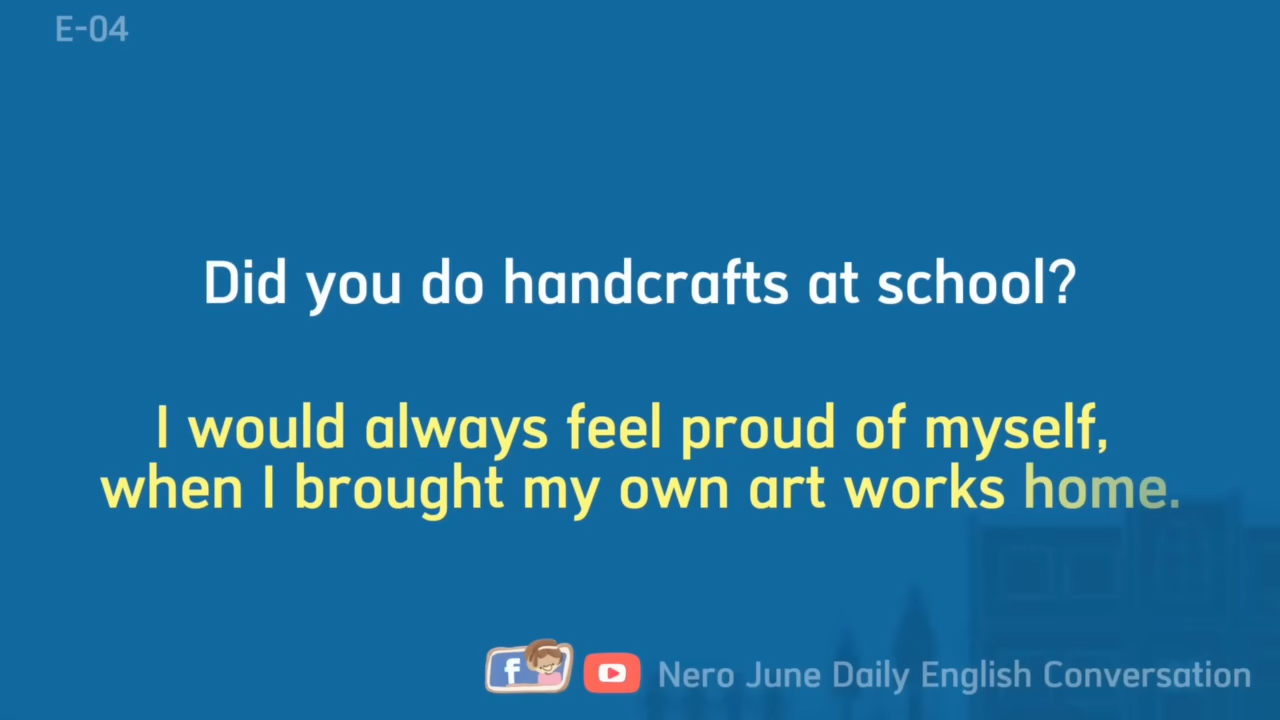 E-04
Did you do handcrafts at school?
I would always feel proud of myself,
when I brought my own art works home.
f Nero June Daily English Conversation